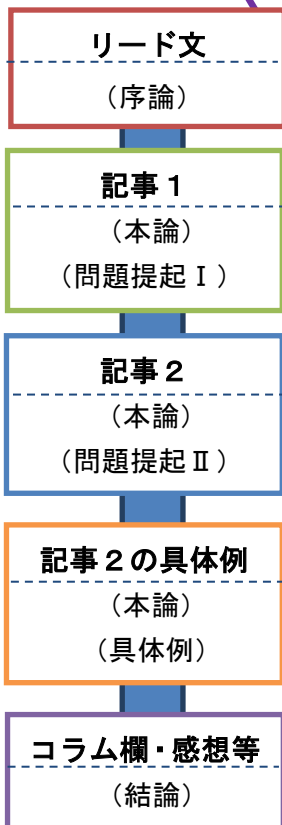 リード文
（序論）
記事１
（本論）
（問題提起Ⅰ）
記事２
（本論）
（問題提起Ⅱ）
記事２の具体例
（本論）
（具体例）
コラム欄・感想等
（結論）